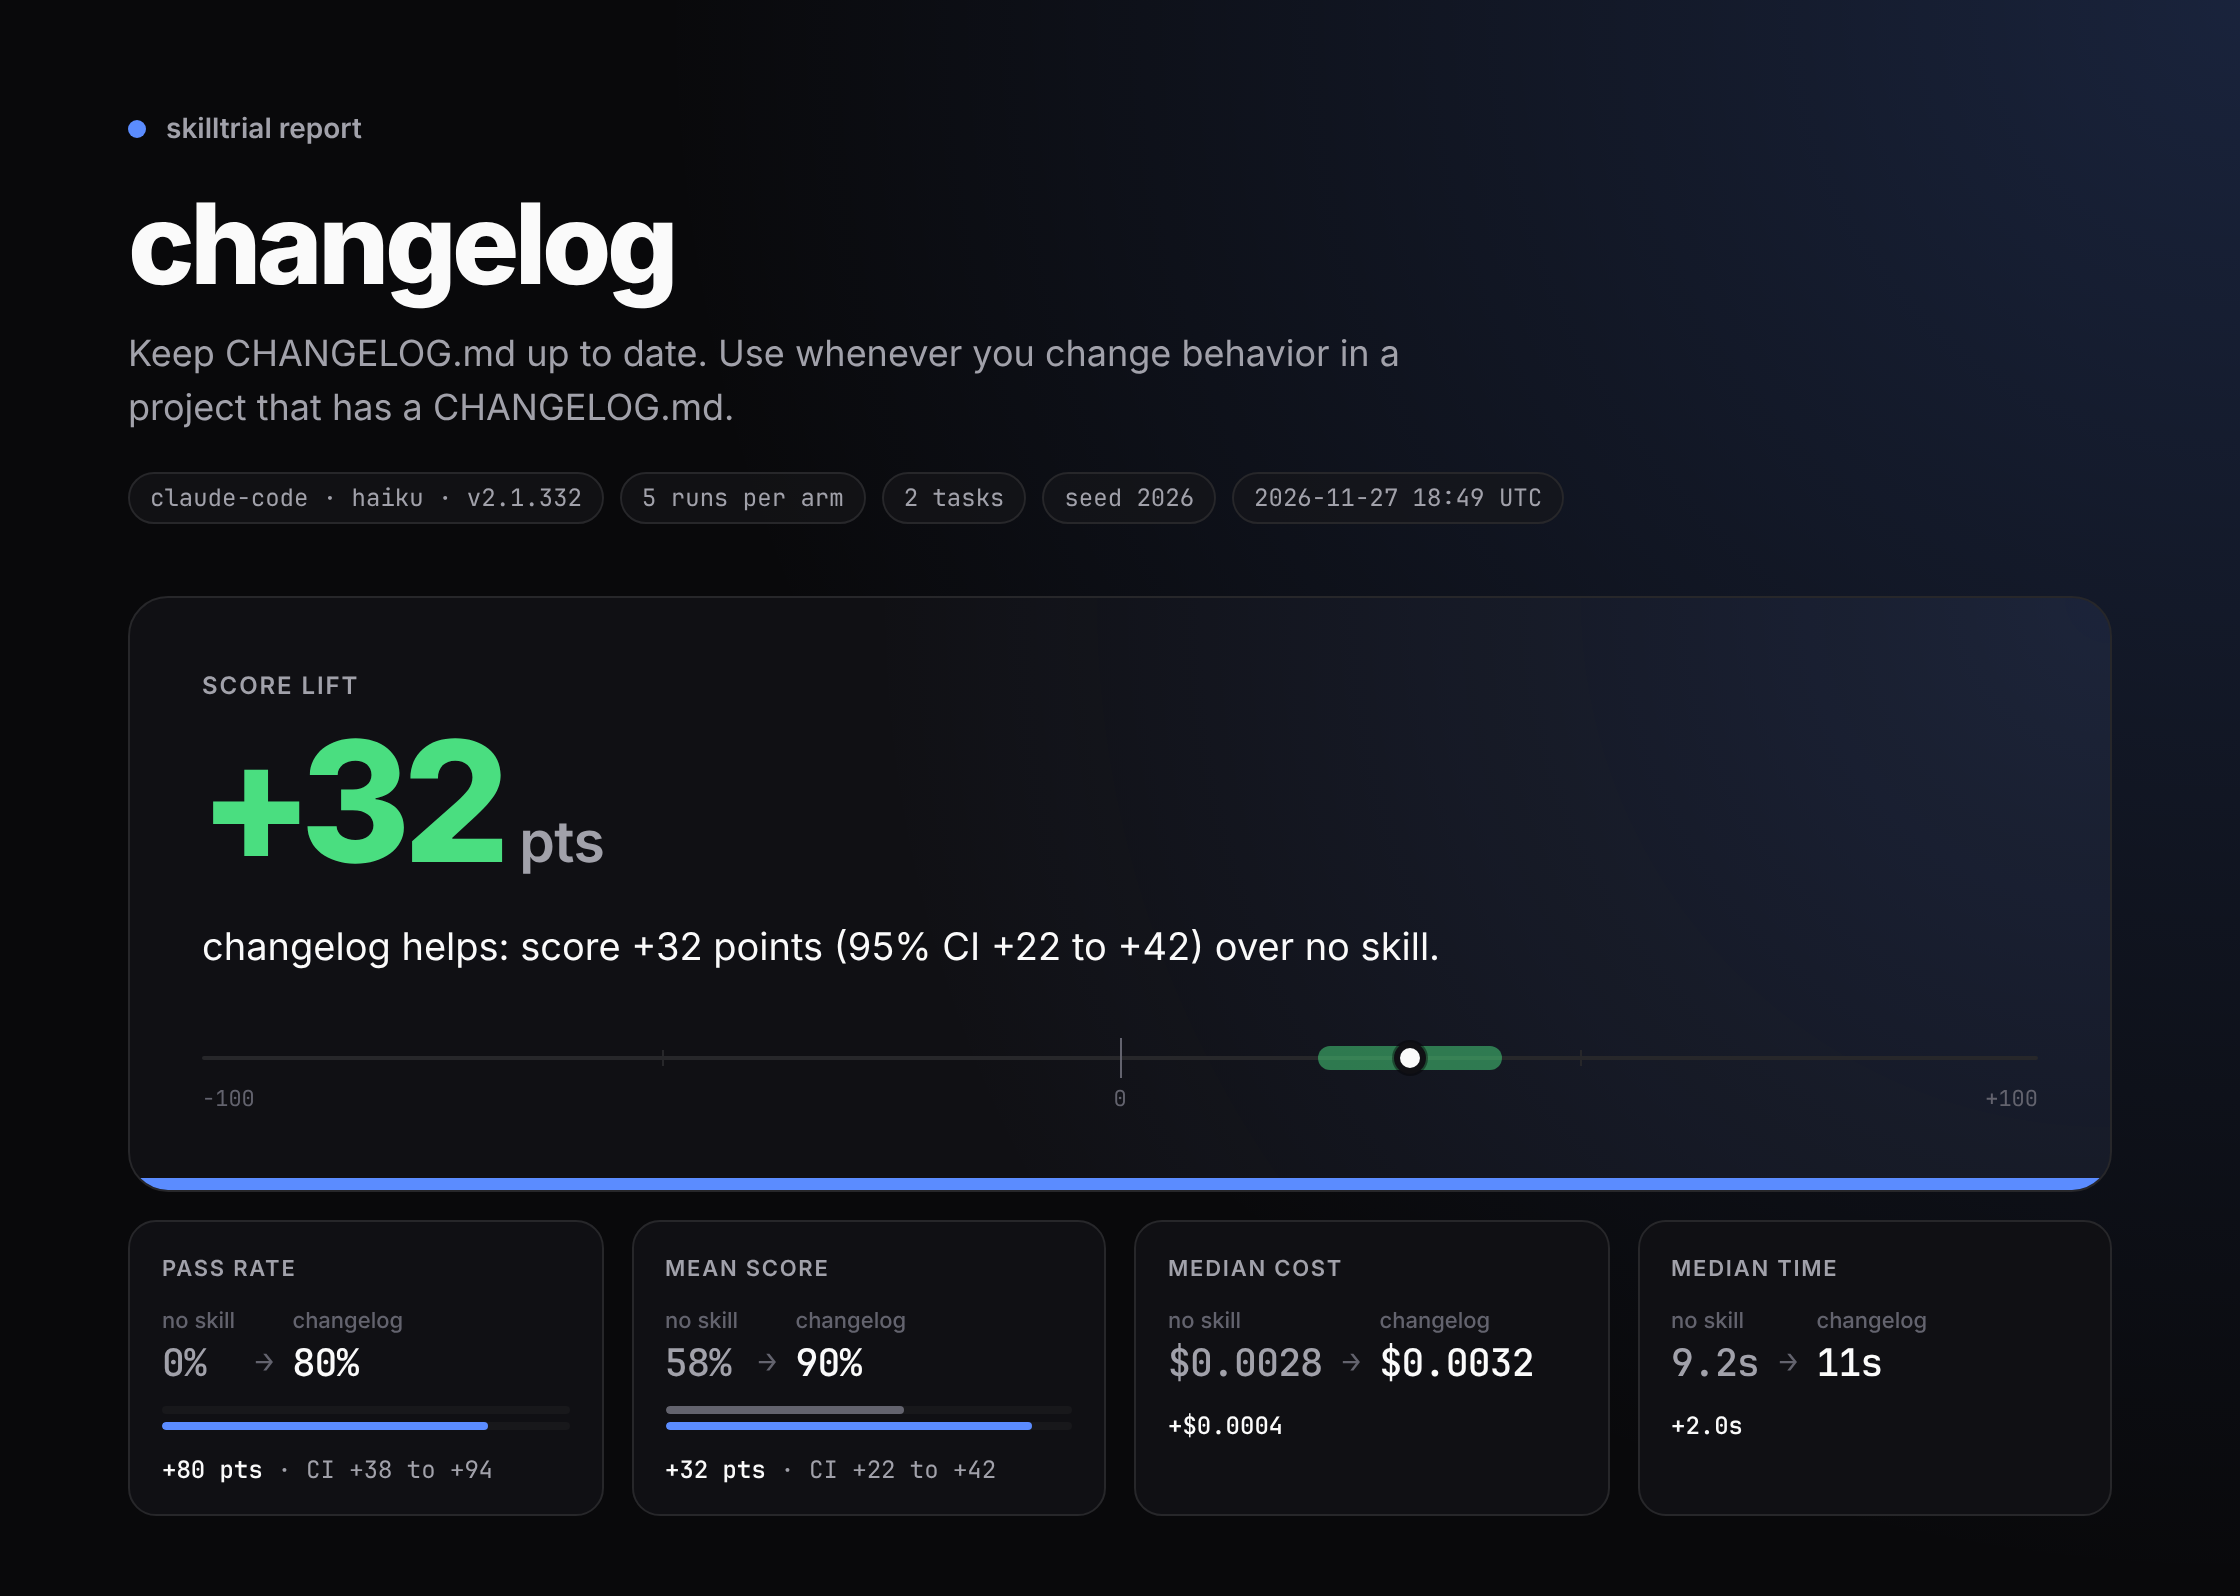 skilltrial report
changelog
Keep CHANGELOG.md up to date. Use whenever you change behavior in a
project that has a CHANGELOG.md.
claude-code · haiku · v2.1.332
5 runs per arm
2 tasks
seed 2026
2026-11-27 18:49 UTC
SCORE LIFT
+32 pts
changelog helps: score +32 points (95% CI +22 to +42) over no skill.
-100 0 +100
PASS RATE
no skill changelog
0% → 80%
+80 pts · CI +38 to +94
MEAN SCORE
no skill changelog
58% → 90%
+32 pts · CI +22 to +42
MEDIAN COST
no skill changelog
$0.0028 → $0.0032
+$0.0004
MEDIAN TIME
no skill changelog
9.2s → 11s
+2.0s